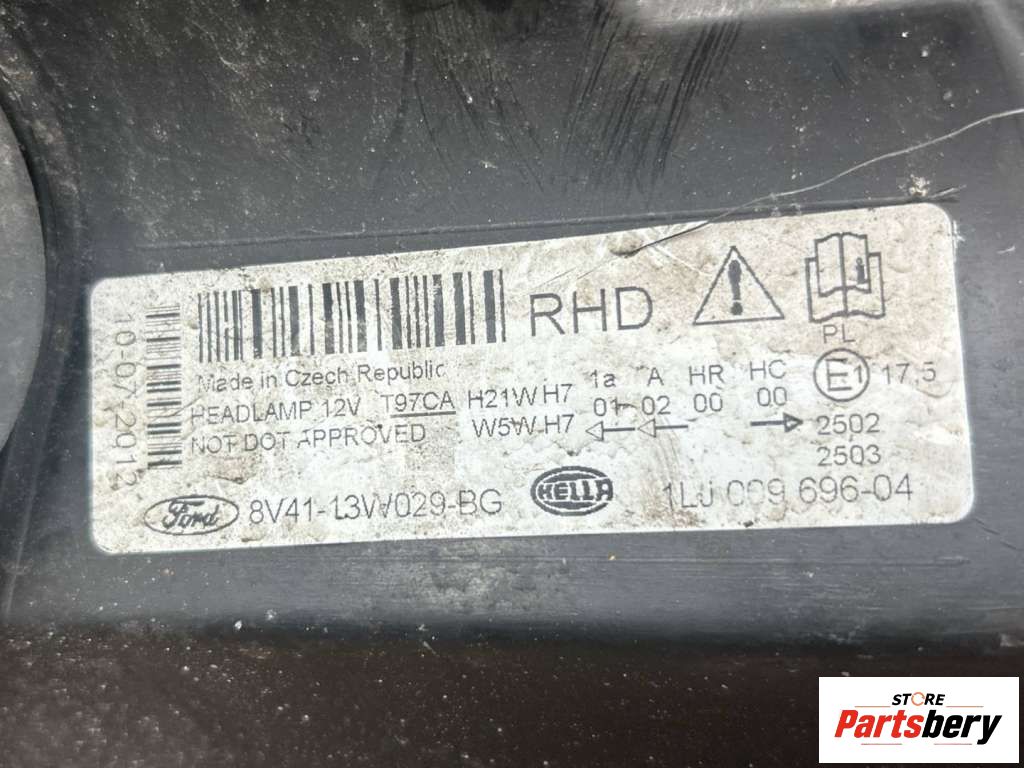 10-07-2012
RHD
PL
Made in Czech Republic
HEADLAMP 12V T97CA H21W H7 1a A HR HC E1 17.5
NOT DOT APPROVED W5W H7 01 02 00 00 2502
2503
Ford 8V41-13W029-BG HELLA 1LJ 009 696-04
STORE
Partsbery